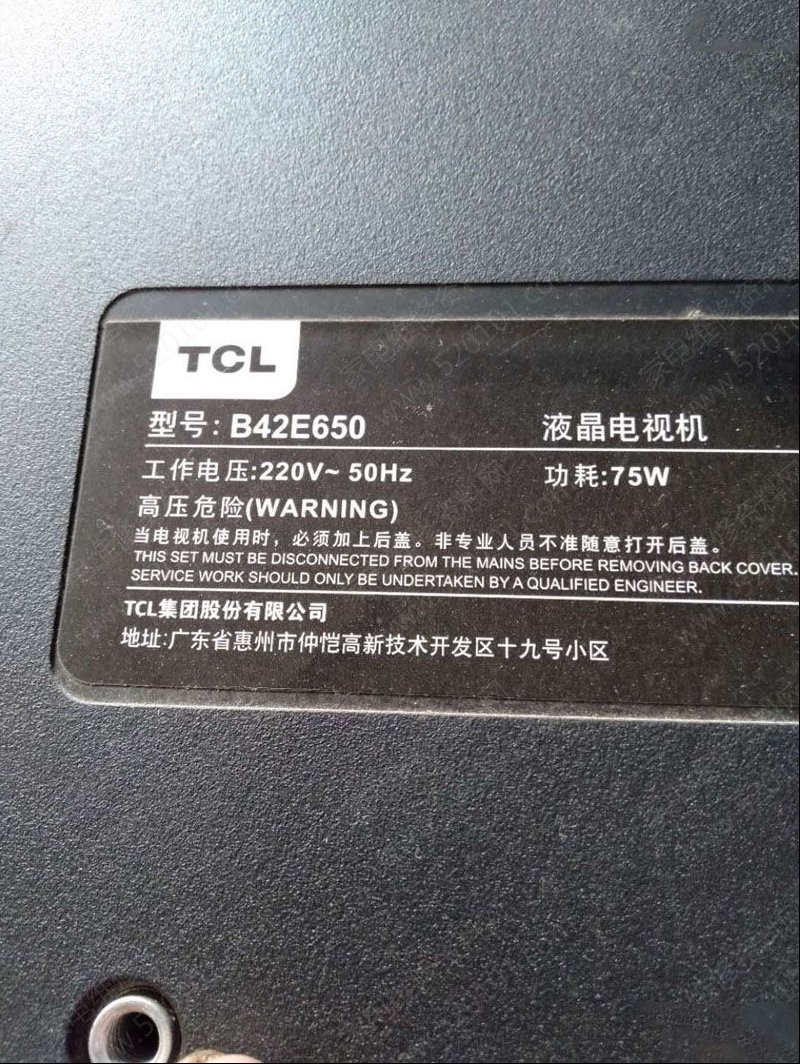 TCL
型号: B42E650 液晶电视机
工作电压:220V~ 50Hz 功耗:75W
高压危险(WARNING)
当电视机使用时，必须加上后盖。非专业人员不准随意打开后盖。
THIS SET MUST BE DISCONNECTED FROM THE MAINS BEFORE REMOVING BACK COVER.
SERVICE WORK SHOULD ONLY BE UNDERTAKEN BY A QUALIFIED ENGINEER.
TCL集团股份有限公司
地址:广东省惠州市仲恺高新技术开发区十九号小区